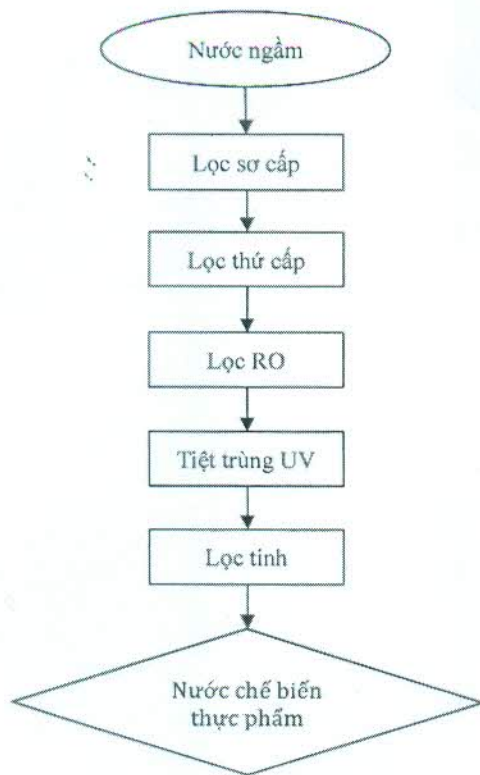 Nước ngầm
Lọc sơ cấp
Lọc thứ cấp
Lọc RO
Tiệt trùng UV
Lọc tinh
Nước chế biến
thực phẩm